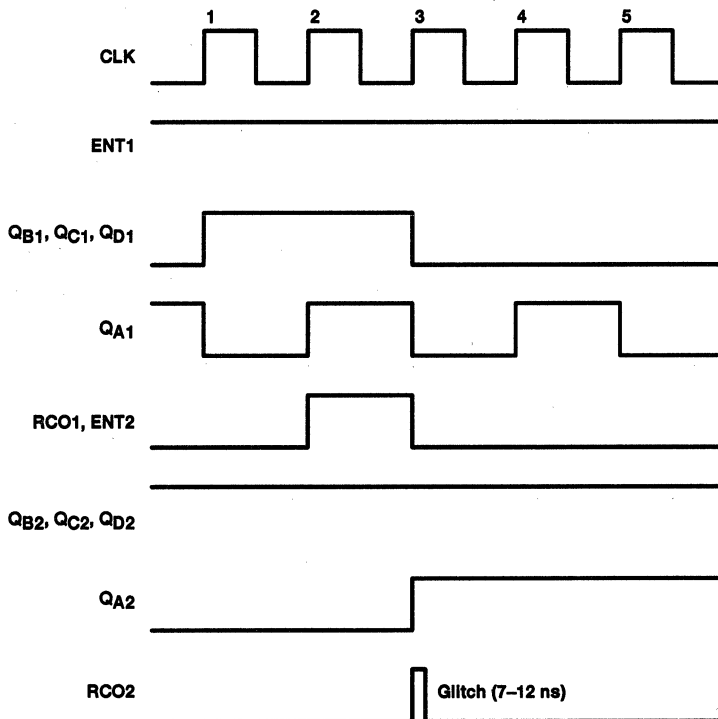 1 2 3 4 5
CLK
ENT1
QB1, QC1, QD1
QA1
RCO1, ENT2
QB2, QC2, QD2
QA2
RCO2 Glitch (7–12 ns)